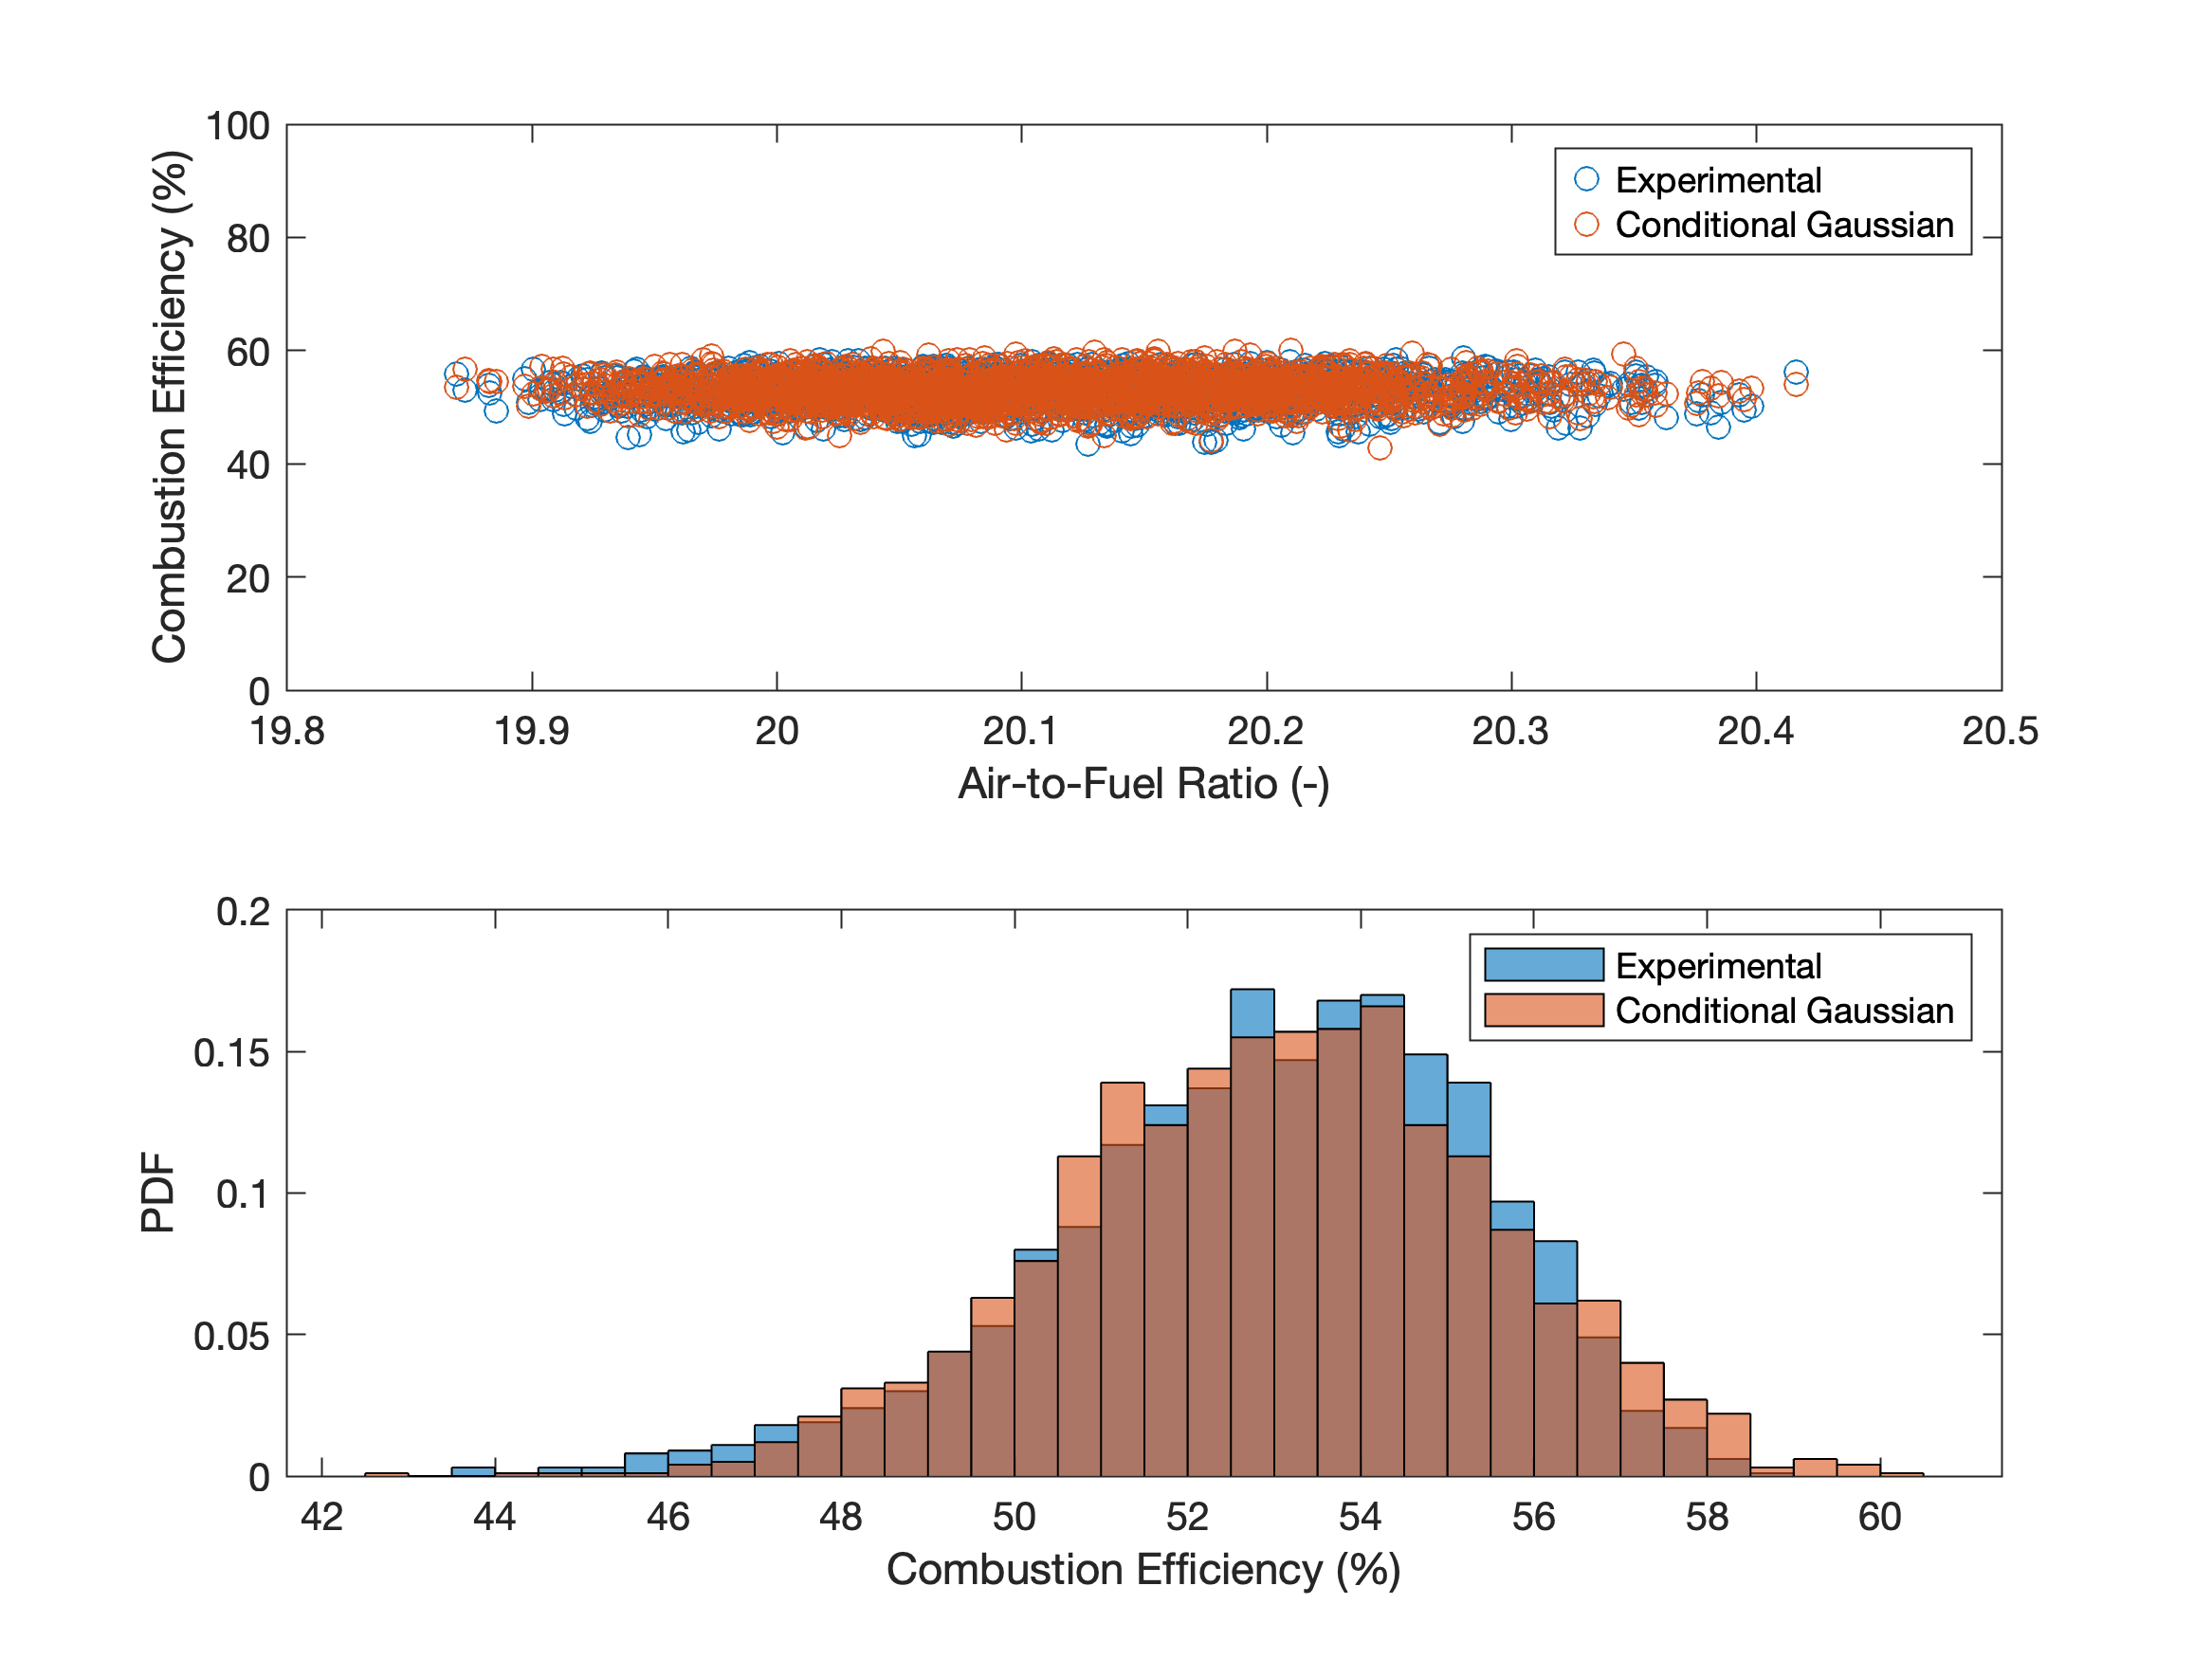 100
80
60
40
20
0
Combustion Efficiency (%)
Experimental
Conditional Gaussian
19.8 19.9 20 20.1 20.2 20.3 20.4 20.5
Air-to-Fuel Ratio (-)
0.2
0.15
0.1
0.05
0
PDF
Experimental
Conditional Gaussian
42 44 46 48 50 52 54 56 58 60
Combustion Efficiency (%)